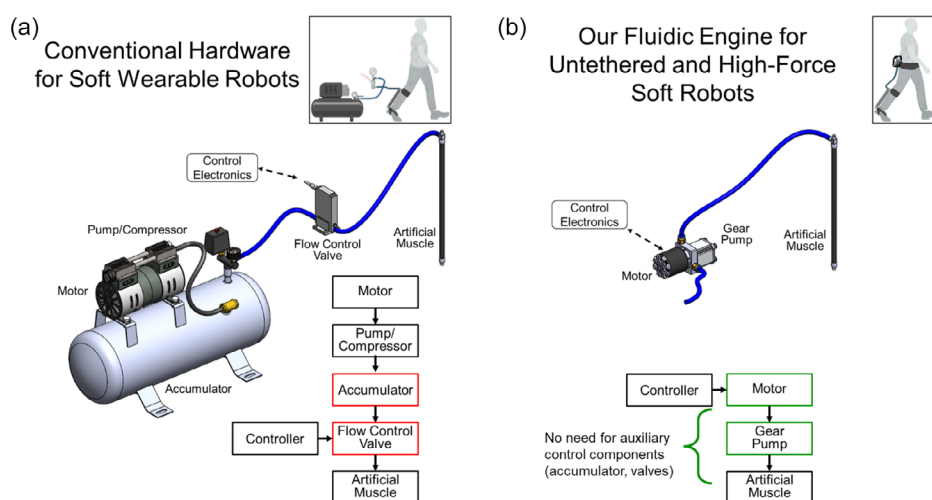 (a)
Conventional Hardware
for Soft Wearable Robots
Control
Electronics
Pump/Compressor
Flow Control
Valve
Artificial
Muscle
Motor
Accumulator
Motor
Pump/
Compressor
Accumulator
Controller
Flow Control
Valve
Artificial
Muscle
(b)
Our Fluidic Engine for
Untethered and High-Force
Soft Robots
Control
Electronics
Gear
Pump
Artificial
Muscle
Motor
Controller
Motor
No need for auxiliary
control components
(accumulator, valves)
Gear
Pump
Artificial
Muscle